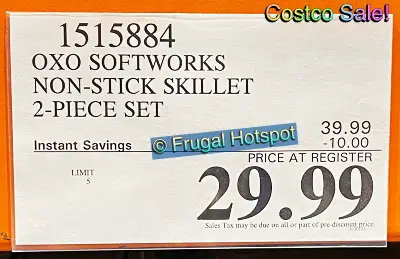 Costco Sale!
1515884
OXO SOFTWORKS
NON-STICK SKILLET
2-PIECE SET
© Frugal Hotspot
39.99
Instant Savings -10.00
PRICE AT REGISTER
LIMIT
5
29.99
Sales Tax may be due on all or part of pre-discount price